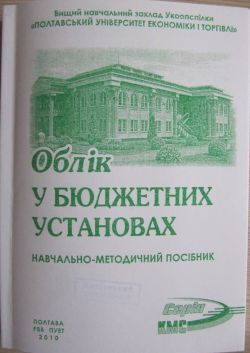 Вищий навчальний заклад Укоопспілки
«ПОЛТАВСЬКИЙ УНІВЕРСИТЕТ ЕКОНОМІКИ І ТОРГІВЛІ»
Облік
У БЮДЖЕТНИХ
УСТАНОВАХ
НАВЧАЛЬНО-МЕТОДИЧНИЙ ПОСІБНИК
ПОЛТАВА
РВВ ПУЕТ
2010
Серія
КМС